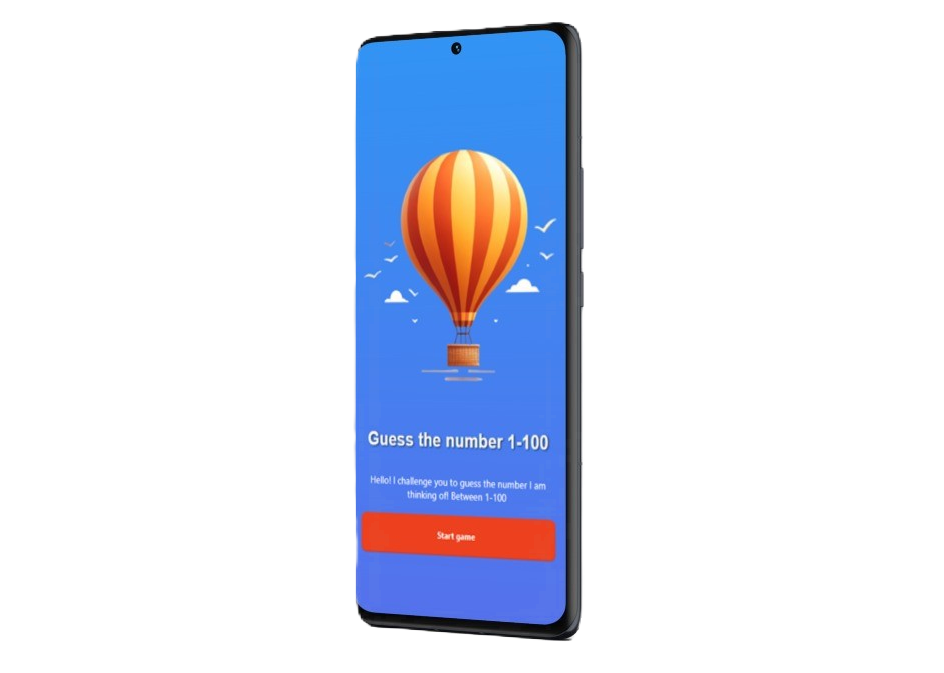 Guess the number 1-100
Hello! I challenge you to guess the number I am
thinking of! Between 1-100
Start game